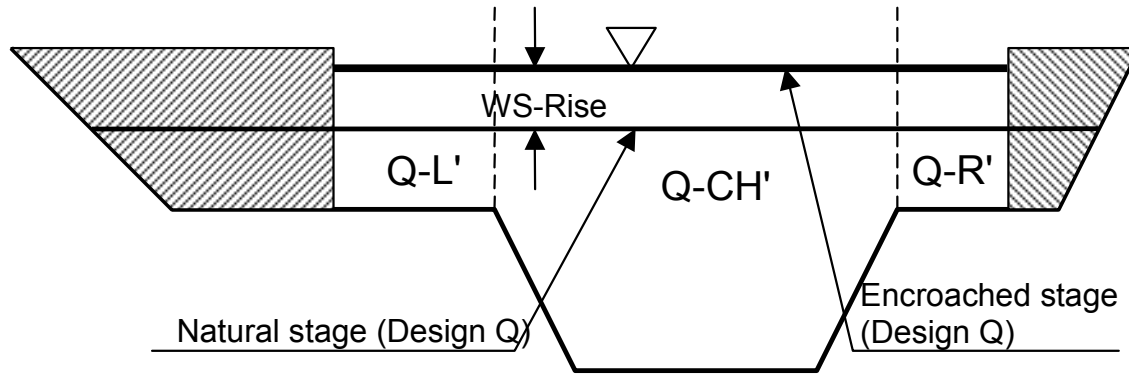 WS-Rise
Q-L'
Q-CH'
Q-R'
Natural stage (Design Q)
Encroached stage
(Design Q)